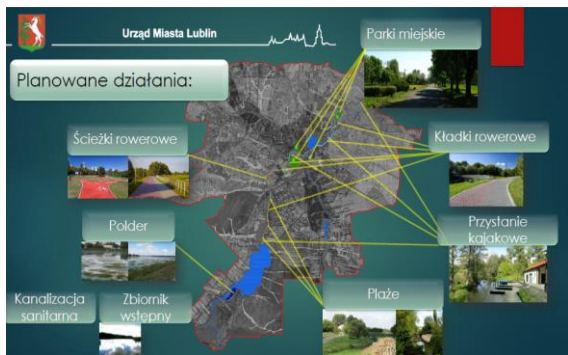 Urząd Miasta Lublin
Parki miejskie
Planowane działania:
Ścieżki rowerowe
Kładki rowerowe
Polder
Przystanie
kajakowe
Kanalizacja
sanitarna
Zbiornik
wstępny
Plaże